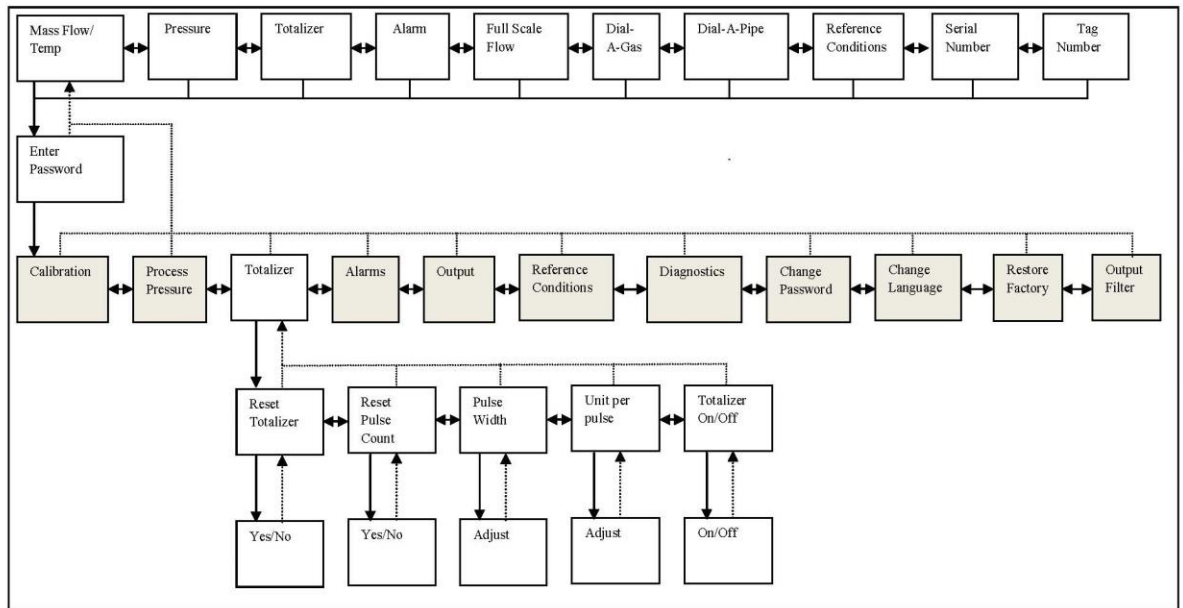 Mass Flow/
Temp
Pressure
Totalizer
Alarm
Full Scale
Flow
Dial-
A-Gas
Dial-A-Pipe
Reference
Conditions
Serial
Number
Tag
Number
Enter
Password
Calibration
Process
Pressure
Totalizer
Alarms
Output
Reference
Conditions
Diagnostics
Change
Password
Change
Language
Restore
Factory
Output
Filter
Reset
Totalizer
Reset
Pulse
Count
Pulse
Width
Unit per
pulse
Totalizer
On/Off
Yes/No
Yes/No
Adjust
Adjust
On/Off